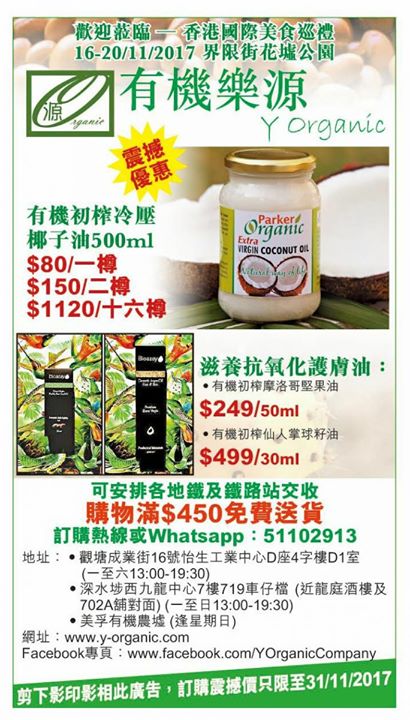 歡迎蒞臨 — 香港國際美食巡禮
16-20/11/2017 界限街花墟公園
源
Organic
有機樂源
Y Organic
震撼
優惠
有機初榨冷壓
椰子油500ml
$80/一樽
$150/二樽
$1120/十六樽
Parker
Organic
Extra
VIRGIN COCONUT OIL
Natural way of life
Bioazay
Bioazay
滋養抗氧化護膚油：
•有機初榨摩洛哥堅果油
$249/50ml
•有機初榨仙人掌球籽油
$499/30ml
可安排各地鐵及鐵路站交收
購物滿$450免費送貨
訂購熱線或Whatsapp：51102913
地址：•觀塘成業街16號怡生工業中心D座4字樓D1室
(一至六13:00-19:30)
•深水埗西九龍中心7樓719車仔檔 (近龍庭酒樓及
702A舖對面) (一至日13:00-19:30)
•美孚有機農墟 (逢星期日)
網址：www.y-organic.com
Facebook專頁：www.facebook.com/YOrganicCompany
剪下影印影相此廣告，訂購震撼價只限至31/11/2017